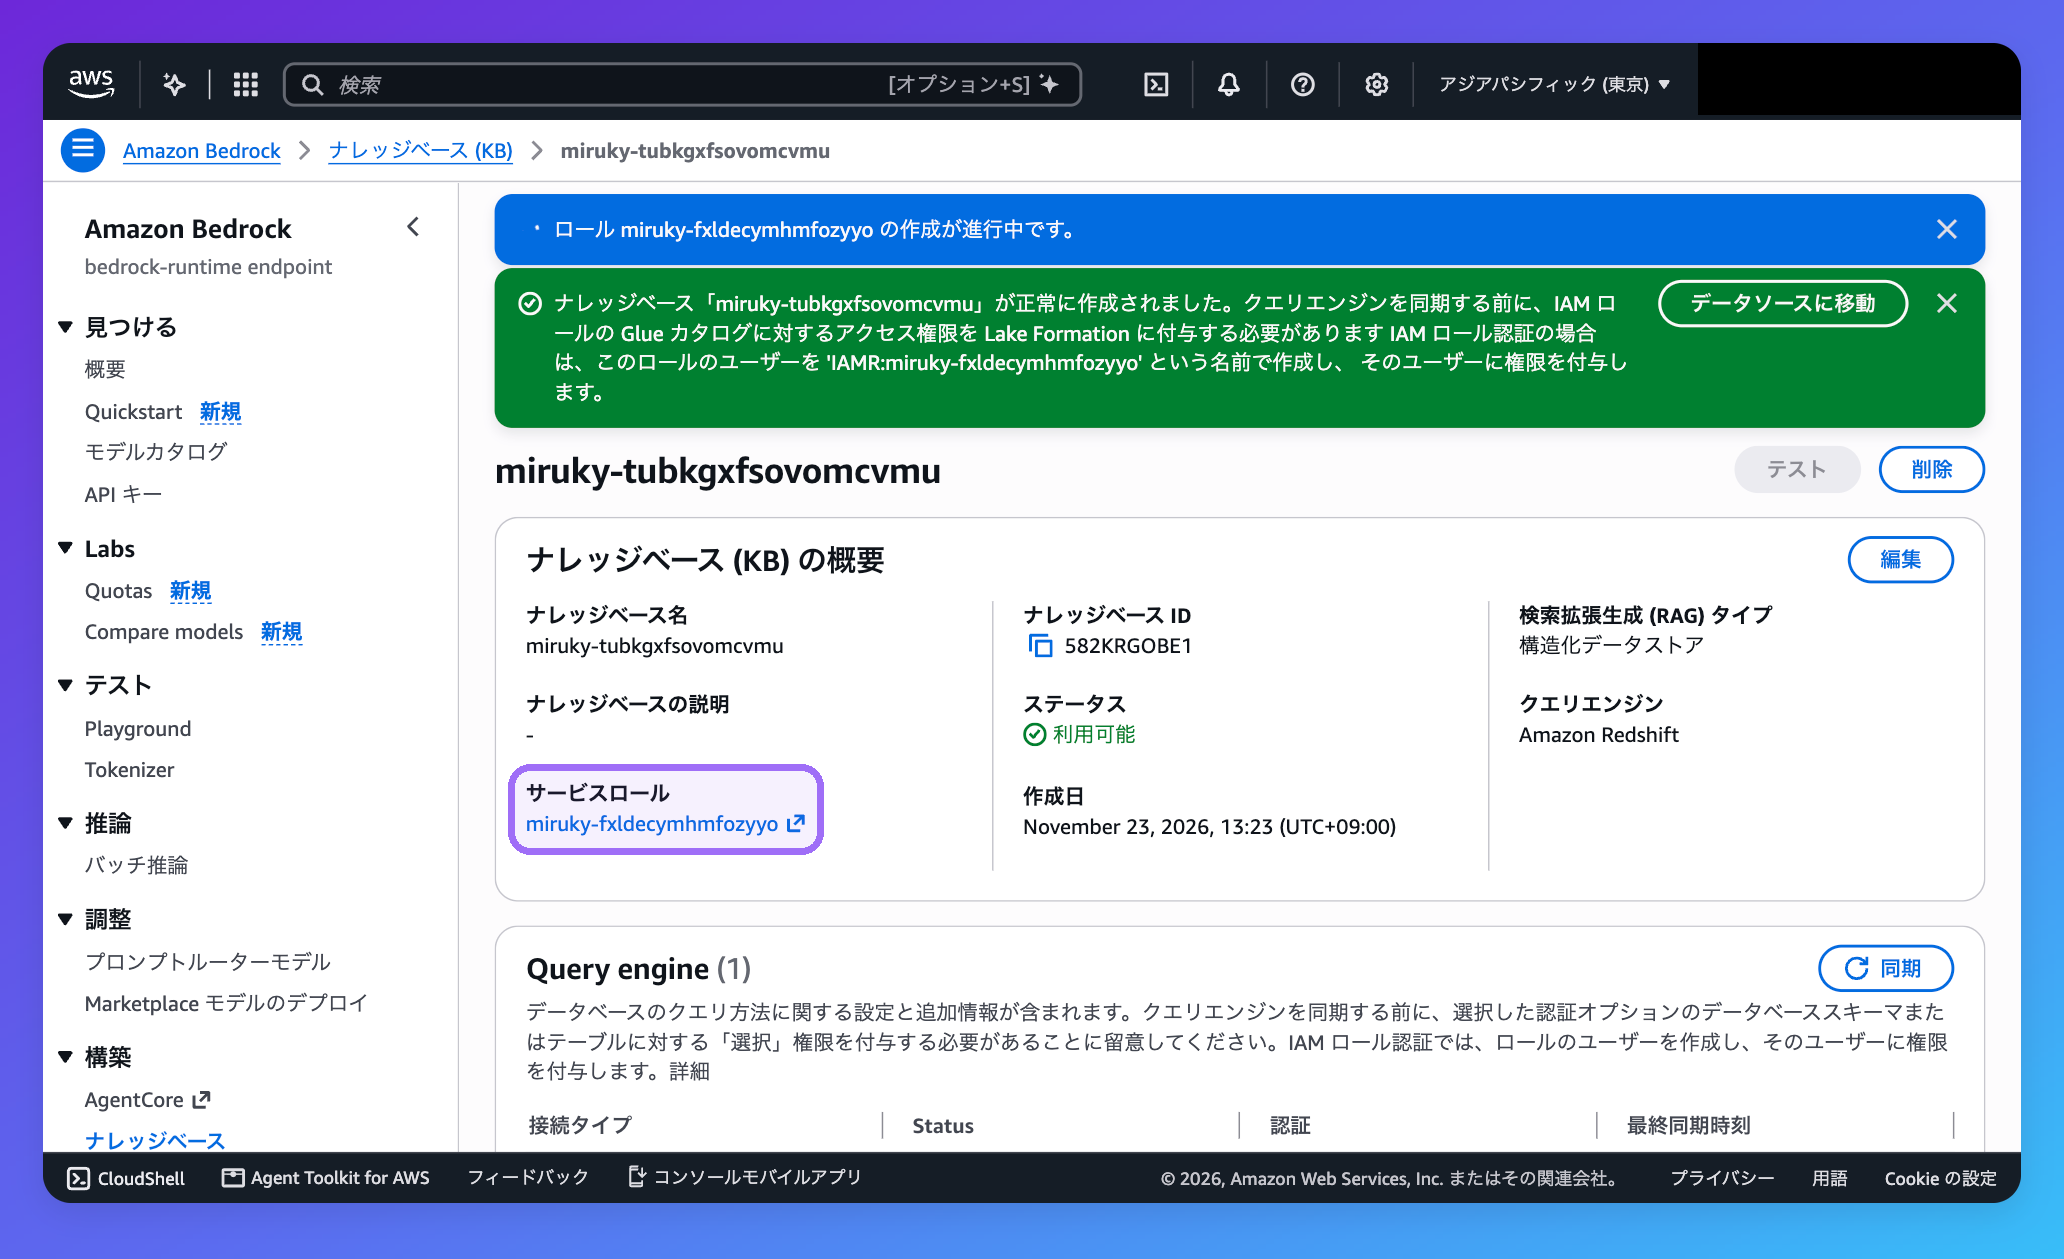 aws
検索
[オプション+S]
アジアパシフィック (東京) ▼
Amazon Bedrock
ナレッジベース (KB)
miruky-tubkgxfsovomcvmu
Amazon Bedrock
bedrock-runtime endpoint
見つける
概要
Quickstart 新規
モデルカタログ
API キー
Labs
Quotas 新規
Compare models 新規
テスト
Playground
Tokenizer
推論
バッチ推論
調整
プロンプトルーターモデル
Marketplace モデルのデプロイ
構築
AgentCore
ナレッジベース
ロール miruky-fxldecymhmfozyyo の作成が進行中です。
ナレッジベース「miruky-tubkgxfsovomcvmu」が正常に作成されました。クエリエンジンを同期する前に、IAM ロ
ールの Glue カタログに対するアクセス権限を Lake Formation に付与する必要があります IAM ロール認証の場合
は、このロールのユーザーを 'IAMR:miruky-fxldecymhmfozyyo' という名前で作成し、 そのユーザーに権限を付与し
ます。
データソースに移動
miruky-tubkgxfsovomcvmu
テスト
削除
ナレッジベース (KB) の概要
編集
ナレッジベース名
miruky-tubkgxfsovomcvmu
ナレッジベースの説明
-
サービスロール
miruky-fxldecymhmfozyyo
ナレッジベース ID
582KRGOBE1
ステータス
利用可能
作成日
November 23, 2026, 13:23 (UTC+09:00)
検索拡張生成 (RAG) タイプ
構造化データストア
クエリエンジン
Amazon Redshift
Query engine (1)
同期
データベースのクエリ方法に関する設定と追加情報が含まれます。クエリエンジンを同期する前に、選択した認証オプションのデータベーススキーマまた
はテーブルに対する「選択」権限を付与する必要があることに留意してください。IAM ロール認証では、ロールのユーザーを作成し、そのユーザーに権限
を付与します。詳細
接続タイプ
Status
認証
最終同期時刻
CloudShell
Agent Toolkit for AWS
フィードバック
コンソールモバイルアプリ
© 2026, Amazon Web Services, Inc. またはその関連会社。
プライバシー
用語
Cookie の設定